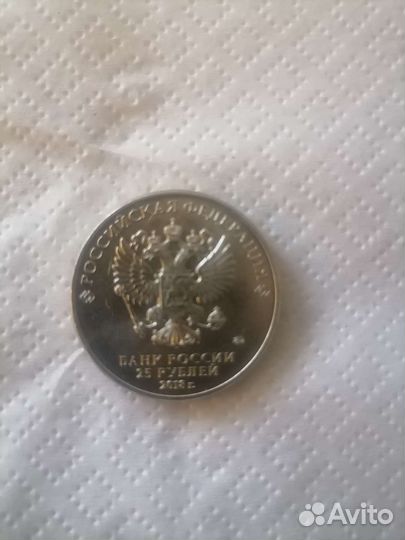 РОССИЙСКАЯ ФЕДЕРАЦИЯ
БАНК РОССИИ
25 РУБЛЕЙ
2018 г.
Avito